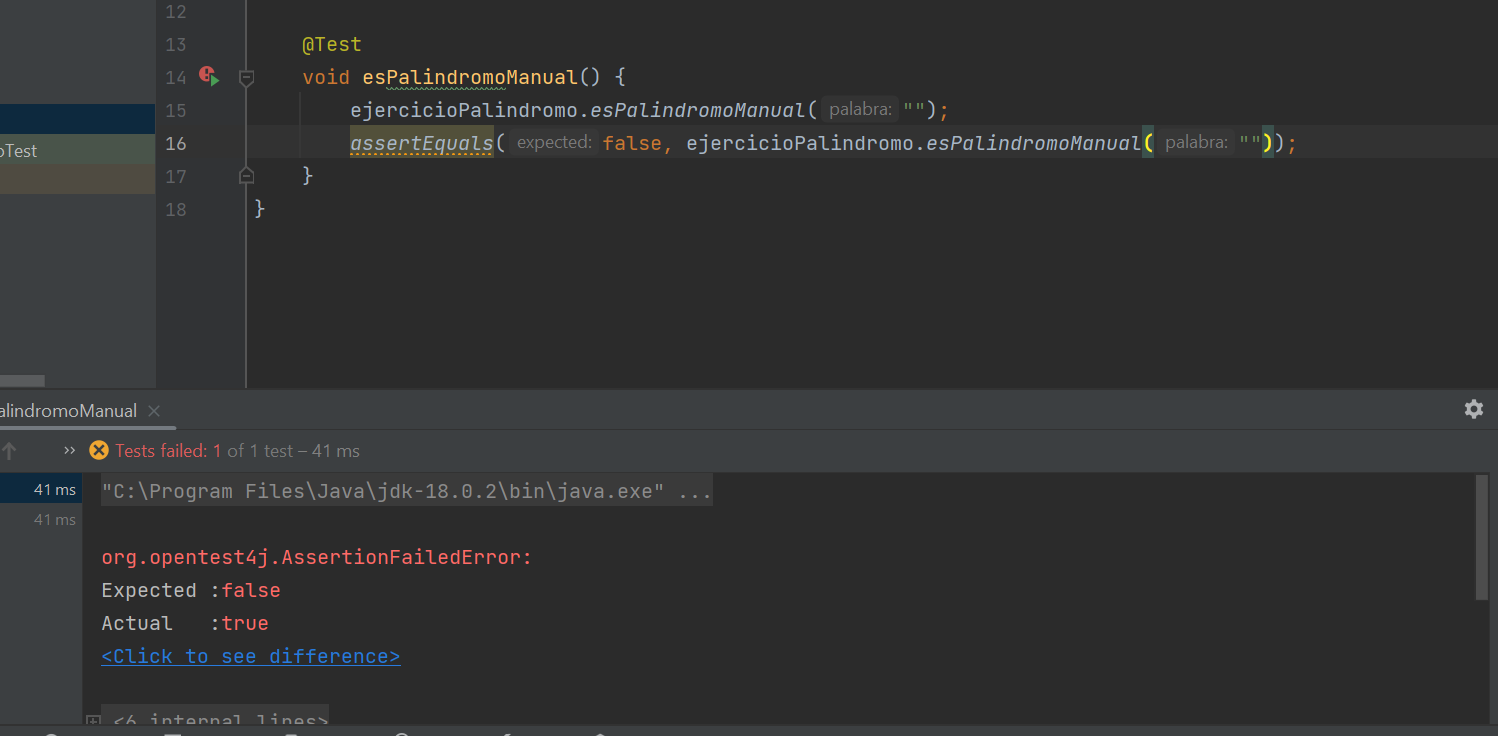 12
13 @Test
14 void esPalindromoManual() {
15 ejercicioPalindromo.esPalindromoManual( palabra: "");
16 assertEquals( expected: false, ejercicioPalindromo.esPalindromoManual( palabra: ""));
oTest
17 }
18 }
alindromoManual ×
» Tests failed: 1 of 1 test – 41 ms
41 ms "C:\Program Files\Java\jdk-18.0.2\bin\java.exe" ...
41 ms
org.opentest4j.AssertionFailedError:
Expected :false
Actual :true
<Click to see difference>
<6 internal lines>